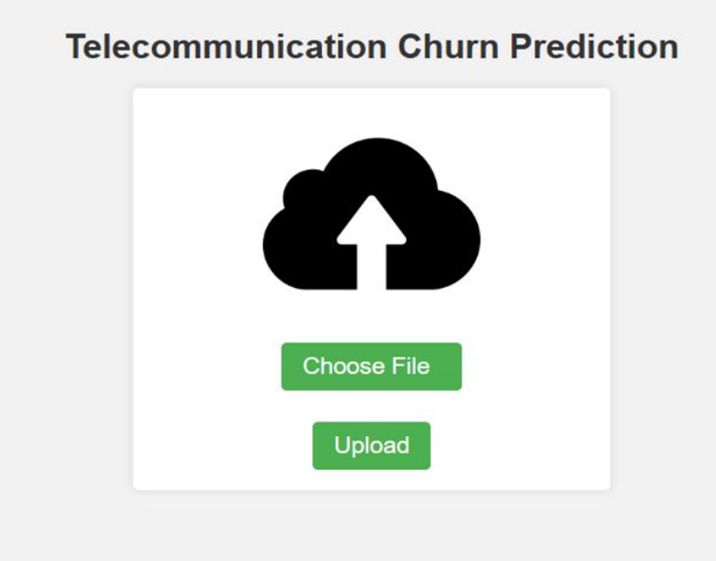 Telecommunication Churn Prediction
Choose File
Upload